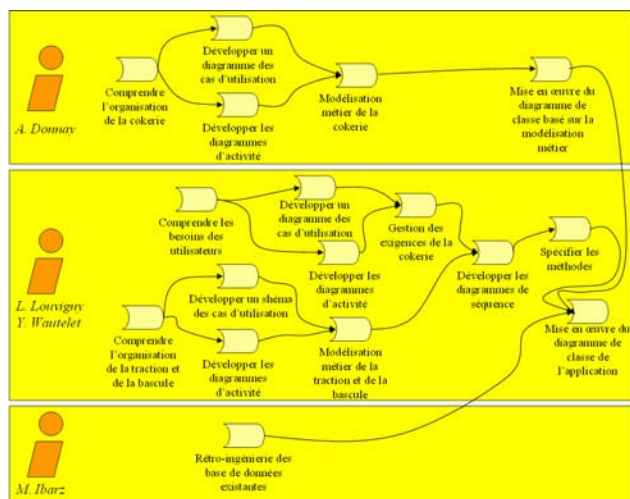 Développer un
diagramme des
cas d'utilisation
Comprendre
l'organisation
de la cokerie
Modélisation
métier de la
cokerie
Mise en œuvre du
diagramme de
classe basé sur la
modélisation
métier
A. Donnay
Développer les
diagrammes
d'activité
Comprendre les
besoins des
utilisateurs
Développer un
diagramme des
cas d'utilisation
Gestion des
exigences de la
cokerie
Spécifier les
méthodes
Développer les
diagrammes
d'activité
Développer les
diagrammes de
séquence
L. Louvigny
Y. Wautelet
Développer un shéma
des cas d'utilisation
Comprendre
l'organisation
de la traction et
de la bascule
Développer les
diagrammes
d'activité
Modélisation
métier de la
traction et de la
bascule
Mise en œuvre du
diagramme de
classe de
l'application
M. Ibarz
Rétro-ingénierie des
base de données
existantes